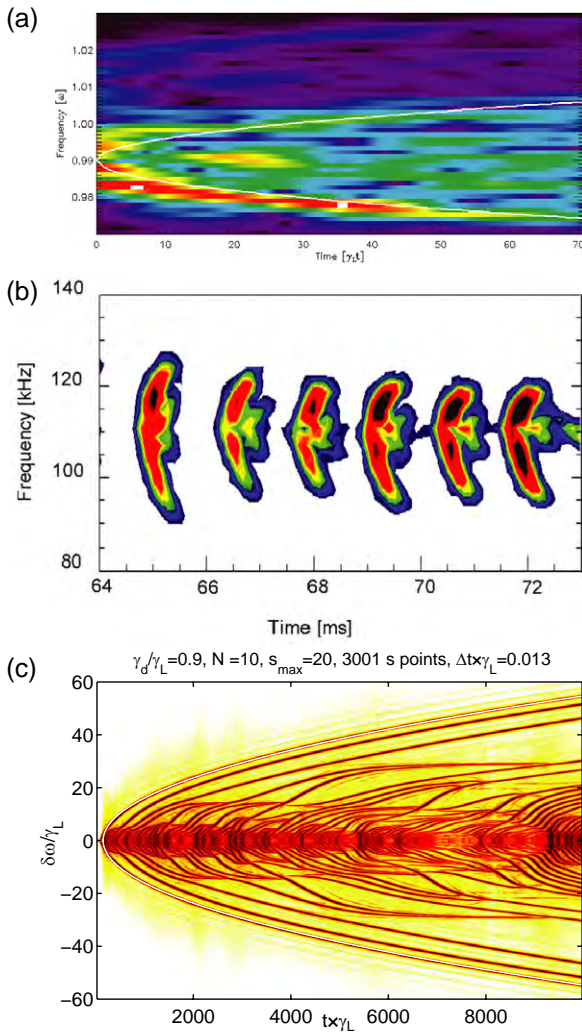 (a)
1.02
1.01
1.00
0.99
0.98
Frequency [ω]
0 10 20 30 40 50 60 70
Time [γLt]
(b)
140
120
100
80
Frequency [kHz]
64 66 68 70 72
Time [ms]
(c)
γd/γL=0.9, N =10, smax=20, 3001 s points, Δt×γL=0.013
60
40
20
0
−20
−40
−60
δω/γL
2000 4000 6000 8000
t×γL